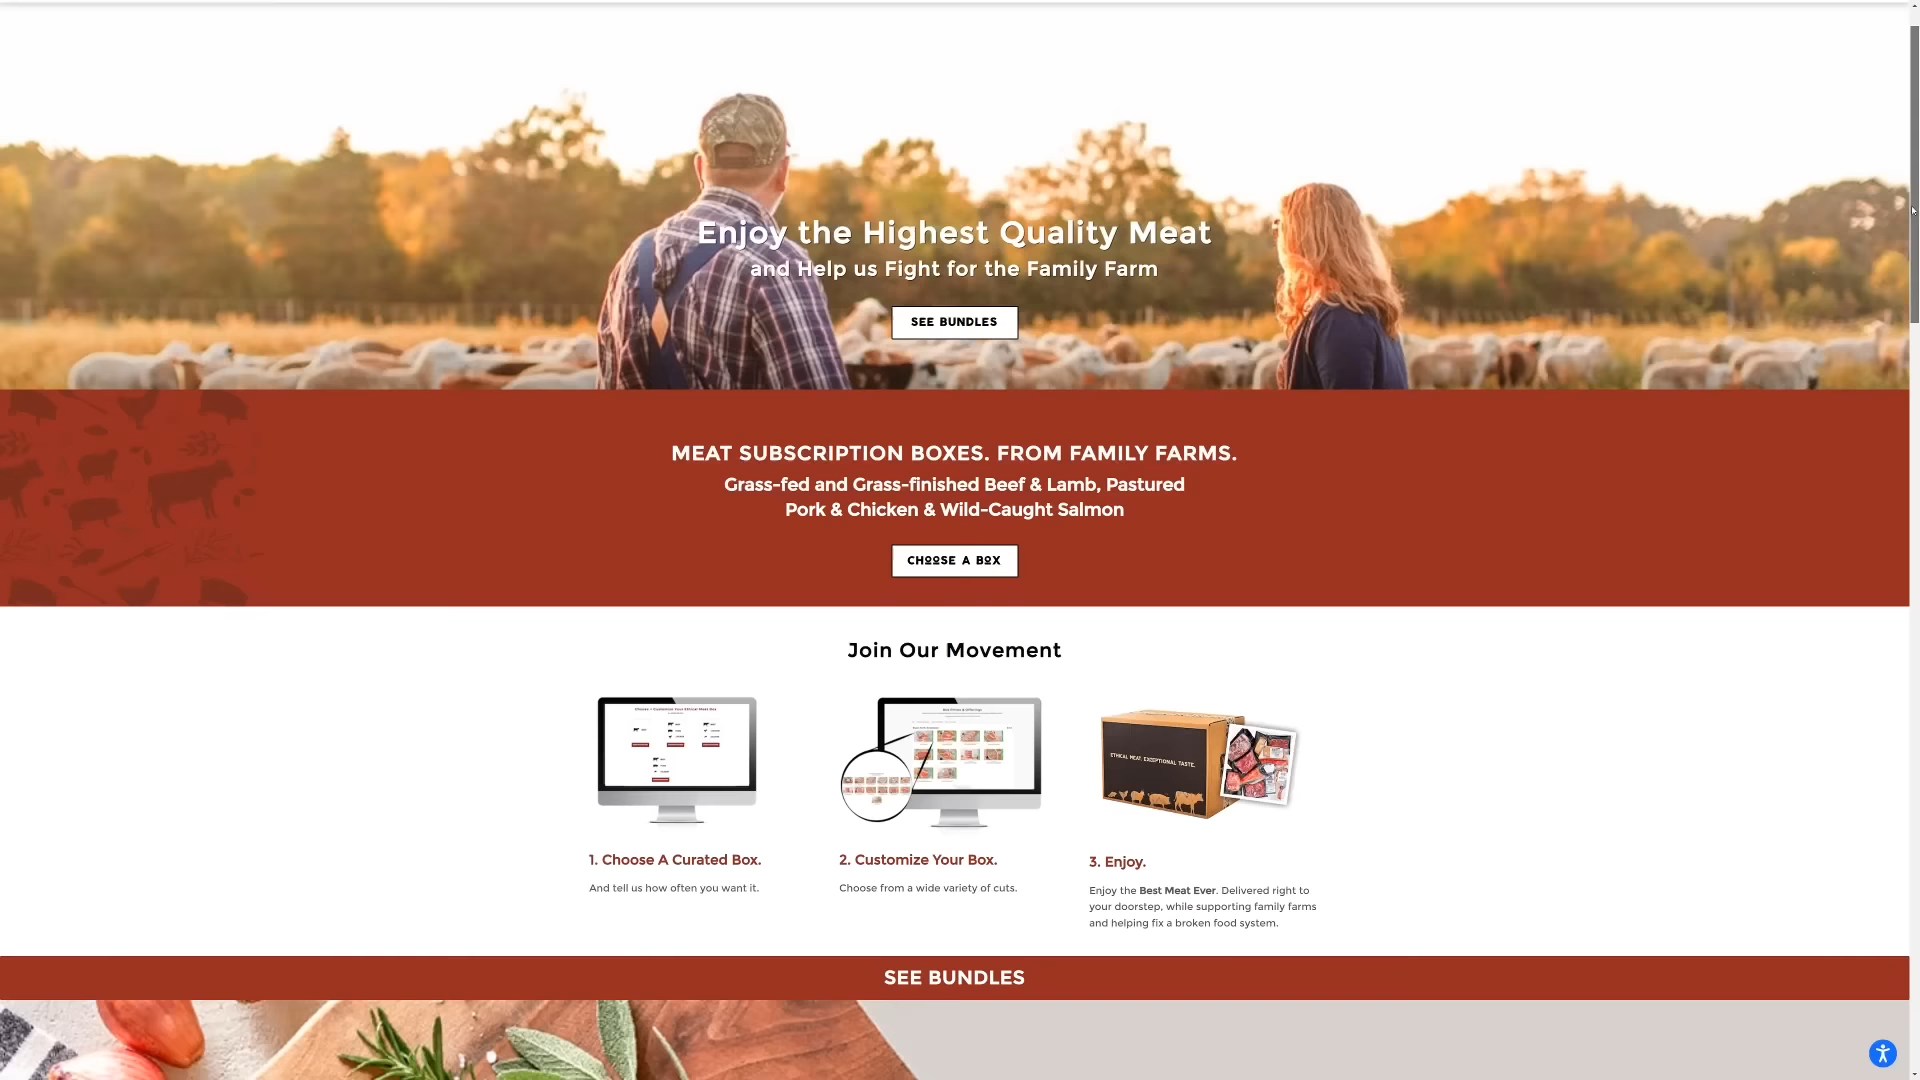 Enjoy the Highest Quality Meat
and Help us Fight for the Family Farm
SEE BUNDLES
MEAT SUBSCRIPTION BOXES. FROM FAMILY FARMS.
Grass-fed and Grass-finished Beef & Lamb, Pastured
Pork & Chicken & Wild-Caught Salmon
CHOOSE A BOX
Join Our Movement
ETHICAL MEAT. EXCEPTIONAL TASTE.
1. Choose A Curated Box.
And tell us how often you want it.
2. Customize Your Box.
Choose from a wide variety of cuts.
3. Enjoy.
Enjoy the Best Meat Ever. Delivered right to
your doorstep, while supporting family farms
and helping fix a broken food system.
SEE BUNDLES